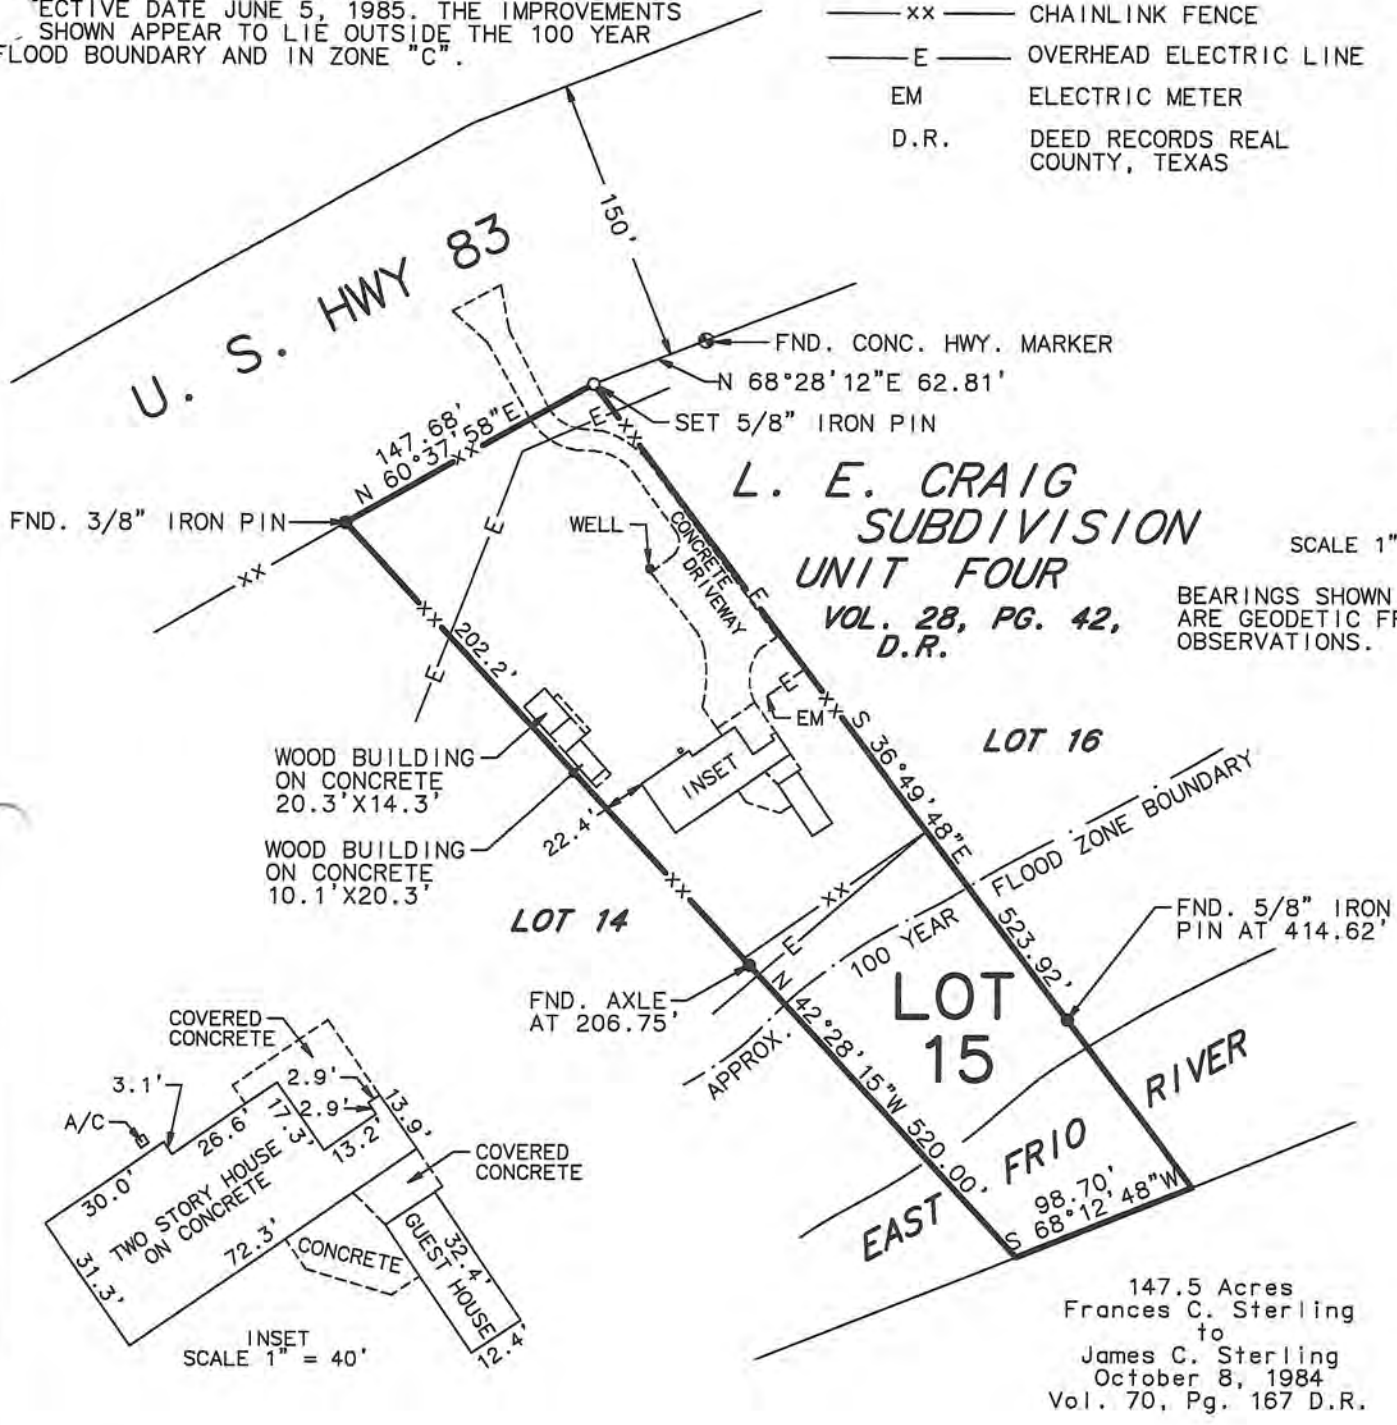 ECTIVE DATE JUNE 5, 1985. THE IMPROVEMENTS
SHOWN APPEAR TO LIE OUTSIDE THE 100 YEAR
FLOOD BOUNDARY AND IN ZONE "C".
XX CHAINLINK FENCE
E OVERHEAD ELECTRIC LINE
EM ELECTRIC METER
D.R. DEED RECORDS REAL
COUNTY, TEXAS
150'
U. S. HWY 83
FND. CONC. HWY. MARKER
N 68°28'12"E 62.81'
SET 5/8" IRON PIN
147.68'
N 60°37'58"E
XX
E
XX
FND. 3/8" IRON PIN
XX
E
WELL
CONCRETE
DRIVEWAY
L. E. CRAIG
SUBDIVISION
UNIT FOUR
VOL. 28, PG. 42,
D.R.
SCALE 1"
BEARINGS SHOWN
ARE GEODETIC FR
OBSERVATIONS.
XX
202.2'
E
E
E
EM
XX
S 36°49'48"E
523.92'
LOT 16
WOOD BUILDING
ON CONCRETE
20.3'X14.3'
INSET
22.4'
WOOD BUILDING
ON CONCRETE
10.1'X20.3'
XX
LOT 14
XX
E
APPROX. 100 YEAR FLOOD ZONE BOUNDARY
FND. 5/8" IRON
PIN AT 414.62'
FND. AXLE
AT 206.75'
N 42°28'15"W 520.00'
LOT
15
EAST FRIO RIVER
98.70'
S 68°12'48"W
COVERED
CONCRETE
3.1'
2.9'
2.9'
13.9'
A/C
26.6'
17.3'
13.2'
30.0'
TWO STORY HOUSE
ON CONCRETE
COVERED
CONCRETE
31.3'
72.3'
CONCRETE
GUEST HOUSE
32.4'
12.4'
INSET
SCALE 1" = 40'
147.5 Acres
Frances C. Sterling
to
James C. Sterling
October 8, 1984
Vol. 70, Pg. 167 D.R.